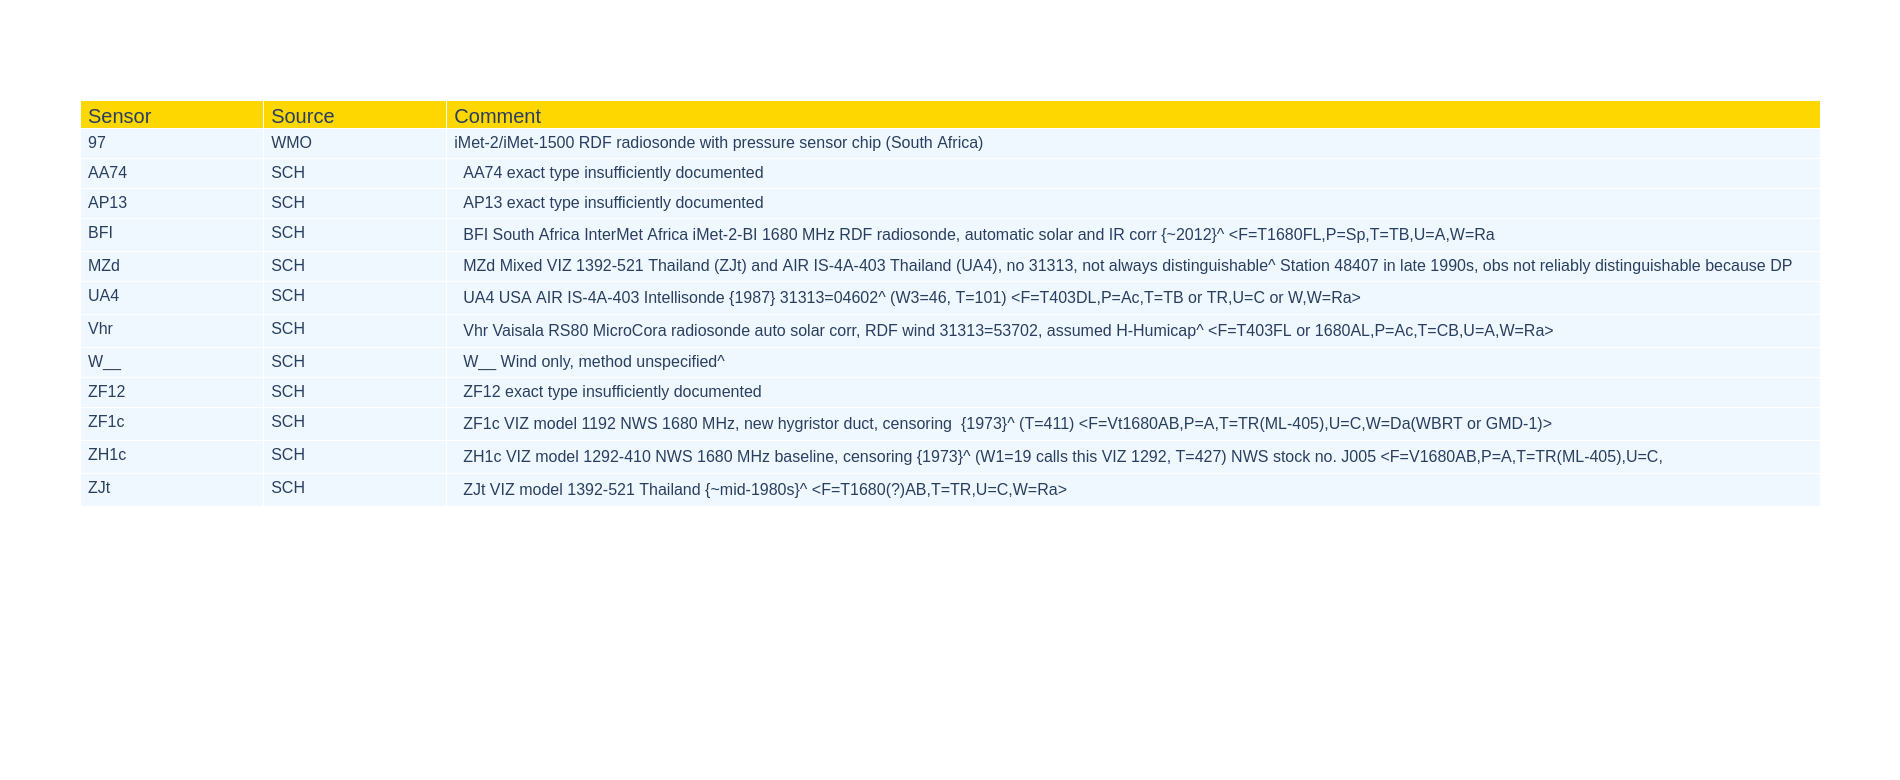 Sensor Source Comment
97 WMO iMet-2/iMet-1500 RDF radiosonde with pressure sensor chip (South Africa)
AA74 SCH AA74 exact type insufficiently documented
AP13 SCH AP13 exact type insufficiently documented
BFI SCH BFI South Africa InterMet Africa iMet-2-BI 1680 MHz RDF radiosonde, automatic solar and IR corr {~2012}^ <F=T1680FL,P=Sp,T=TB,U=A,W=Ra
MZd SCH MZd Mixed VIZ 1392-521 Thailand (ZJt) and AIR IS-4A-403 Thailand (UA4), no 31313, not always distinguishable^ Station 48407 in late 1990s, obs not reliably distinguishable because DP
UA4 SCH UA4 USA AIR IS-4A-403 Intellisonde {1987} 31313=04602^ (W3=46, T=101) <F=T403DL,P=Ac,T=TB or TR,U=C or W,W=Ra>
Vhr SCH Vhr Vaisala RS80 MicroCora radiosonde auto solar corr, RDF wind 31313=53702, assumed H-Humicap^ <F=T403FL or 1680AL,P=Ac,T=CB,U=A,W=Ra>
W__ SCH W__ Wind only, method unspecified^
ZF12 SCH ZF12 exact type insufficiently documented
ZF1c SCH ZF1c VIZ model 1192 NWS 1680 MHz, new hygristor duct, censoring  {1973}^ (T=411) <F=Vt1680AB,P=A,T=TR(ML-405),U=C,W=Da(WBRT or GMD-1)>
ZH1c SCH ZH1c VIZ model 1292-410 NWS 1680 MHz baseline, censoring {1973}^ (W1=19 calls this VIZ 1292, T=427) NWS stock no. J005 <F=V1680AB,P=A,T=TR(ML-405),U=C,
ZJt SCH ZJt VIZ model 1392-521 Thailand {~mid-1980s}^ <F=T1680(?)AB,T=TR,U=C,W=Ra>